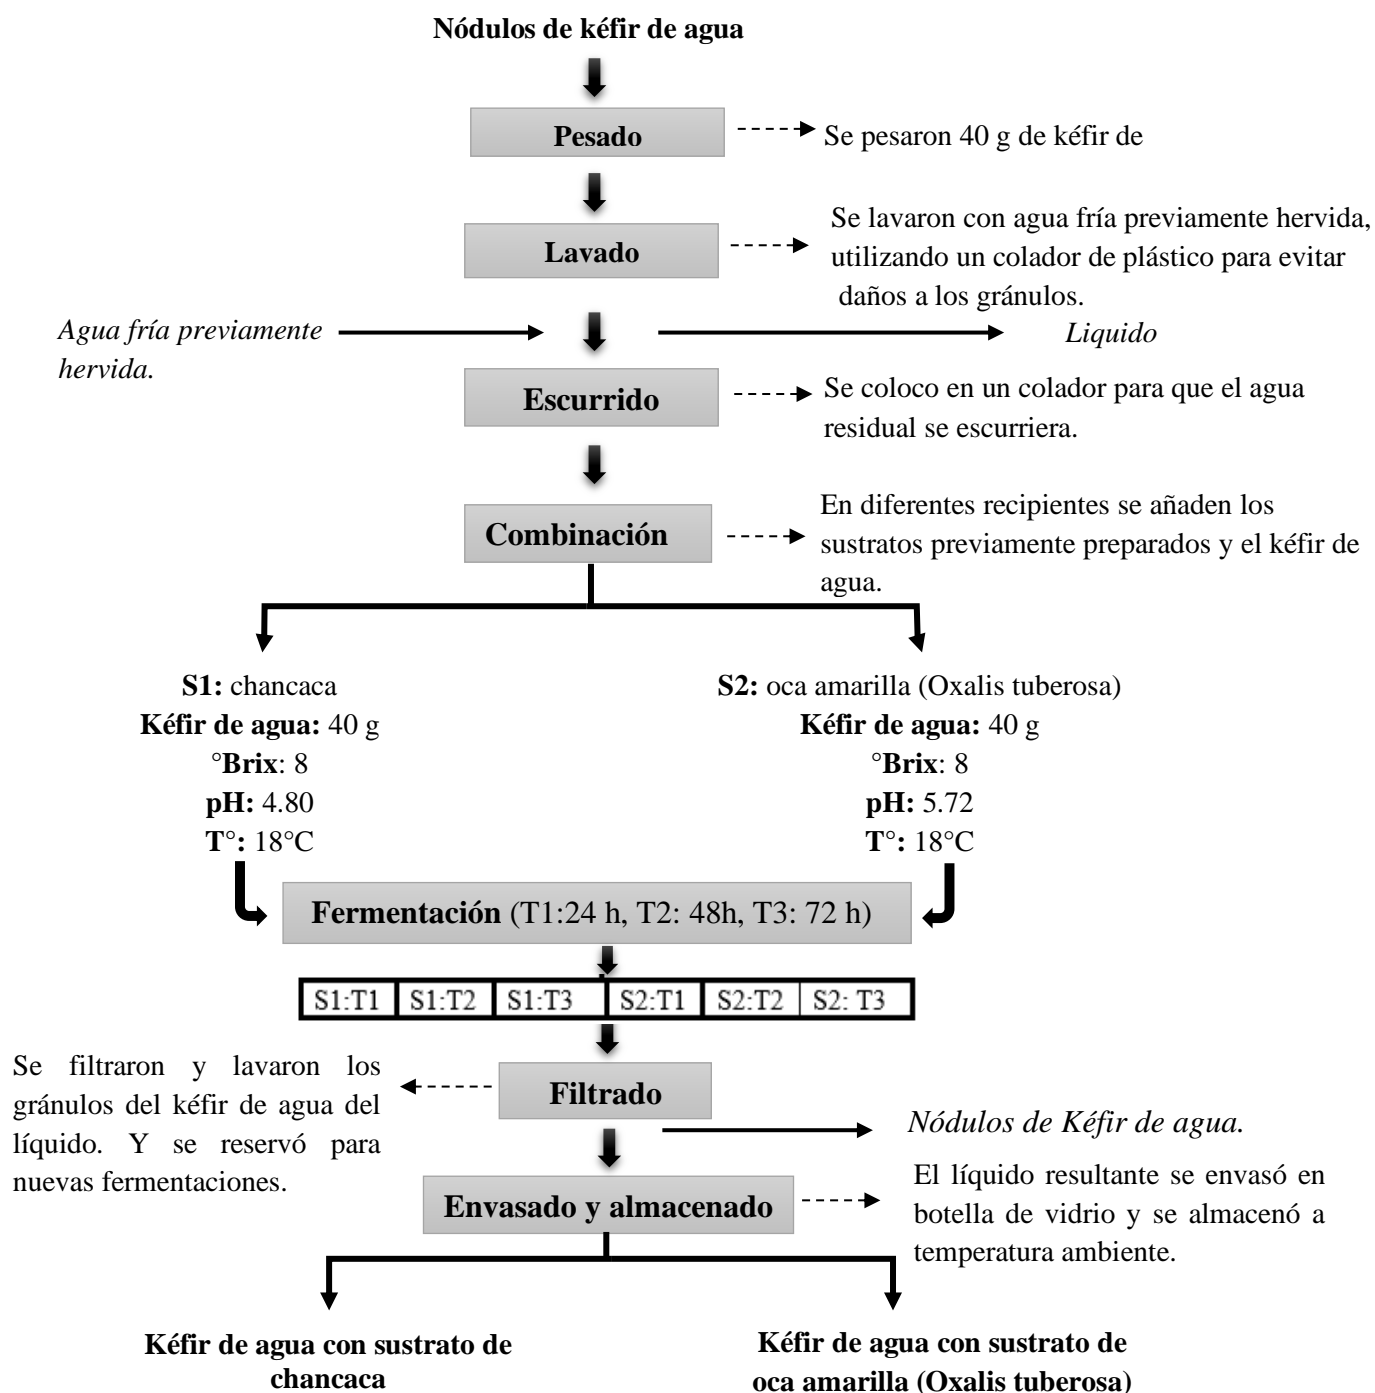 Nódulos de kéfir de agua
Pesado
Se pesaron 40 g de kéfir de
Lavado
Se lavaron con agua fría previamente hervida,
utilizando un colador de plástico para evitar
daños a los gránulos.
Agua fría previamente
hervida.
Liquido
Escurrido
Se coloco en un colador para que el agua
residual se escurriera.
Combinación
En diferentes recipientes se añaden los
sustratos previamente preparados y el kéfir de
agua.
S1: chancaca
Kéfir de agua: 40 g
°Brix: 8
pH: 4.80
T°: 18°C
S2: oca amarilla (Oxalis tuberosa)
Kéfir de agua: 40 g
°Brix: 8
pH: 5.72
T°: 18°C
Fermentación (T1:24 h, T2: 48h, T3: 72 h)
S1:T1 S1:T2 S1:T3 S2:T1 S2:T2 S2: T3
Filtrado
Se filtraron y lavaron los
gránulos del kéfir de agua del
líquido. Y se reservó para
nuevas fermentaciones.
Nódulos de Kéfir de agua.
Envasado y almacenado
El líquido resultante se envasó en
botella de vidrio y se almacenó a
temperatura ambiente.
Kéfir de agua con sustrato de
chancaca
Kéfir de agua con sustrato de
oca amarilla (Oxalis tuberosa)